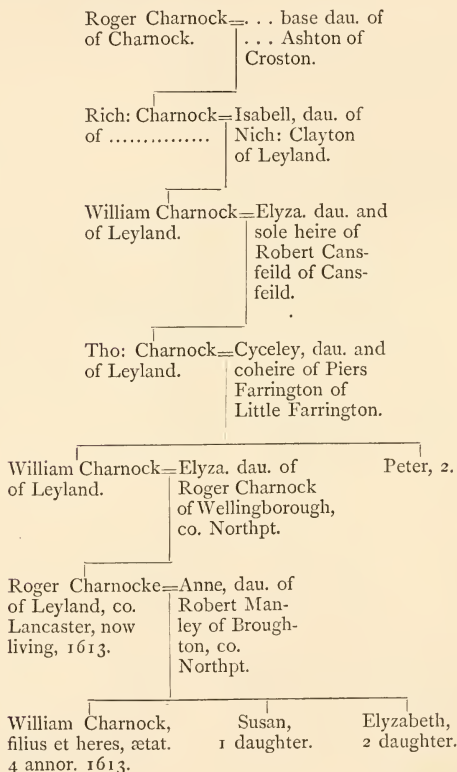 Roger Charnock=. . . base dau. of
of Charnock. . . . Ashton of
Croston.
Rich: Charnock=Isabell, dau. of
of ............... Nich: Clayton
of Leyland.
William Charnock=Elyza. dau. and
of Leyland. sole heire of
Robert Cans-
feild of Cans-
feild.
Tho: Charnock=Cyceley, dau. and
of Leyland. coheire of Piers
Farrington of
Little Farrington.
William Charnock=Elyza. dau. of Peter, 2.
of Leyland. Roger Charnock
of Wellingborough,
co. Northpt.
Roger Charnocke=Anne, dau. of
of Leyland, co. Robert Man-
Lancaster, now ley of Brough-
living, 1613. ton, co.
Northpt.
William Charnock, Susan, Elyzabeth,
filius et heres, ætat. 1 daughter. 2 daughter.
4 annor. 1613.